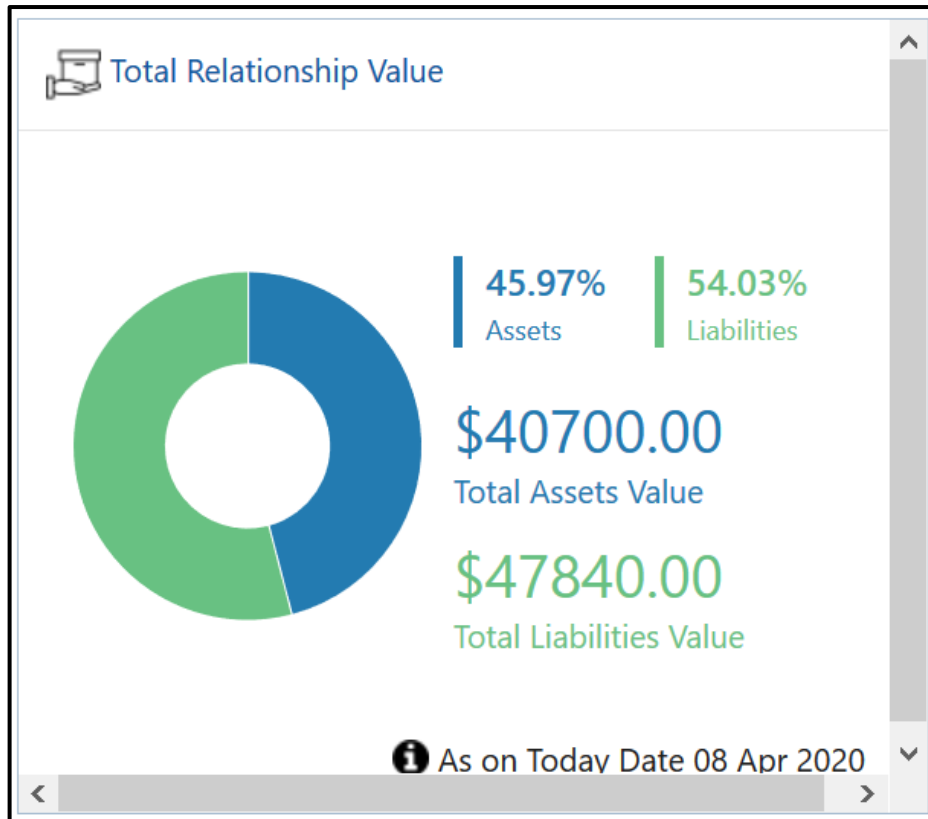 Total Relationship Value
45.97% 54.03%
Assets Liabilities
$40700.00
Total Assets Value
$47840.00
Total Liabilities Value
As on Today Date 08 Apr 2020